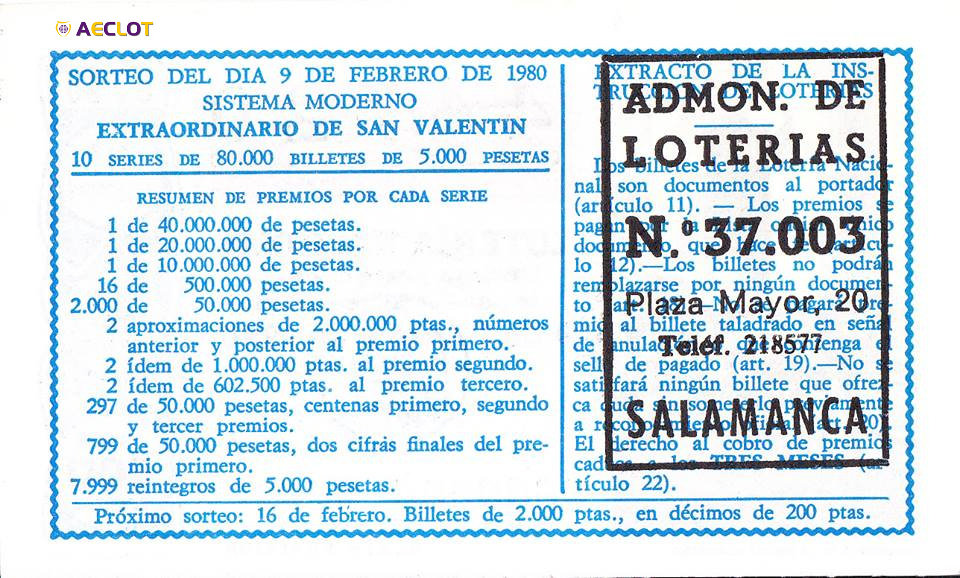 AECLOT
SORTEO DEL DIA 9 DE FEBRERO DE 1980
SISTEMA MODERNO
EXTRAORDINARIO DE SAN VALENTIN
10 SERIES DE 80.000 BILLETES DE 5.000 PESETAS
RESUMEN DE PREMIOS POR CADA SERIE
1 de 40.000.000 de pesetas.
1 de 20.000.000 de pesetas.
1 de 10.000.000 de pesetas.
16 de 500.000 pesetas.
2.000 de 50.000 pesetas.
2 aproximaciones de 2.000.000 ptas., números
anterior y posterior al premio primero.
2 ídem de 1.000.000 ptas. al premio segundo.
2 ídem de 602.500 ptas. al premio tercero.
297 de 50.000 pesetas, centenas primero, segundo
y tercer premios.
799 de 50.000 pesetas, dos cifras finales del pre-
mio primero.
7.999 reintegros de 5.000 pesetas.
EXTRACTO DE LA INS-
TRUCCION DE LOTERIAS
Los billetes de la Lotería Nacio-
nal son documentos al portador
(artículo 11). — Los premios se
documento, que hace
lo 12).—Los billetes no podrán
remplazarse por ningún documen-
to
mio al billete taladrado en señal
de anulación
sello de pagado (art. 19).—No se
satisfará ningún billete que ofrez-
ca duda sin someterlo previamente
a
El derecho al cobro de premios
caduca a los TRES MESES (ar-
tículo 22).
ADMON. DE
LOTERIAS
N.º 37.003
Plaza Mayor, 20
Teléf. 218577
SALAMANCA
Próximo sorteo: 16 de febrero. Billetes de 2.000 ptas., en décimos de 200 ptas.